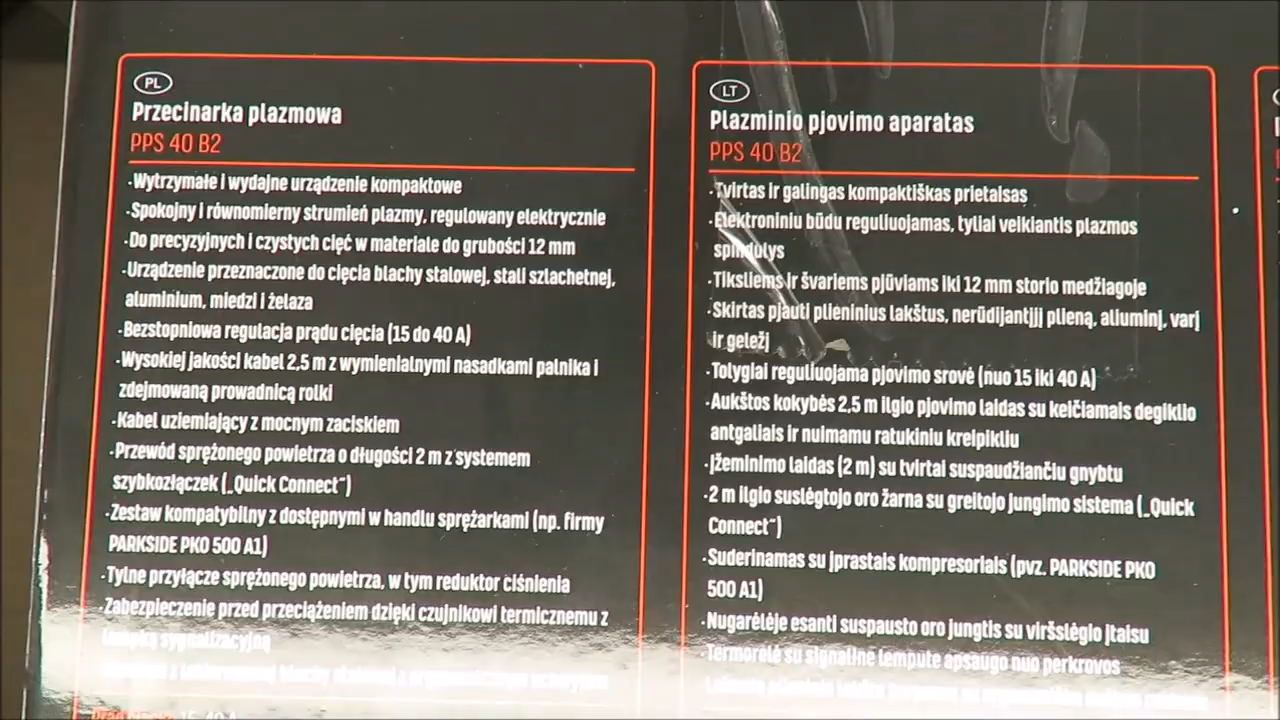 PL
Przecinarka plazmowa
PPS 40 B2
·Wytrzymałe i wydajne urządzenie kompaktowe
·Spokojny i równomierny strumień plazmy, regulowany elektrycznie
·Do precyzyjnych i czystych cięć w materiale do grubości 12 mm
·Urządzenie przeznaczone do cięcia blachy stalowej, stali szlachetnej,
aluminium, miedzi i żelaza
·Bezstopniowa regulacja prądu cięcia (15 do 40 A)
·Wysokiej jakości kabel 2,5 m z wymienialnymi nasadkami palnika i
zdejmowaną prowadnicą rolki
·Kabel uziemiający z mocnym zaciskiem
·Przewód sprężonego powietrza o długości 2 m z systemem
szybkozłączek („Quick Connect“)
·Zestaw kompatybilny z dostępnymi w handlu sprężarkami (np. firmy
PARKSIDE PKO 500 A1)
·Tylne przyłącze sprężonego powietrza, w tym reduktor ciśnienia
·Zabezpieczenie przed przeciążeniem dzięki czujnikowi termicznemu z
lampką sygnalizacyjną
15-40 A
LT
Plazminio pjovimo aparatas
PPS 40 B2
·Tvirtas ir galingas kompaktiškas prietaisas
·Elektroniniu būdu reguliuojamas, tyliai veikiantis plazmos
spindulys
·Tiksliems ir švariems pjūviams iki 12 mm storio medžiagoje
·Skirtas pjauti plieninius lakštus, nerūdijantįjį plieną, aliuminį, varį
ir geležį
·Tolygiai reguliuojama pjovimo srovė (nuo 15 iki 40 A)
·Aukštos kokybės 2,5 m ilgio pjovimo laidas su keičiamais degiklio
antgaliais ir nuimamu ratukiniu kreipikliu
·Įžeminimo laidas (2 m) su tvirtai suspaudžiančiu gnybtu
·2 m ilgio suslėgtojo oro žarna su greitojo jungimo sistema („Quick
Connect“)
·Suderinamas su įprastais kompresoriais (pvz. PARKSIDE PKO
500 A1)
·Nugarėlėje esanti suspausto oro jungtis su viršslėgio įtaisu
·Termorelė su signaline lempute apsaugo nuo perkrovos